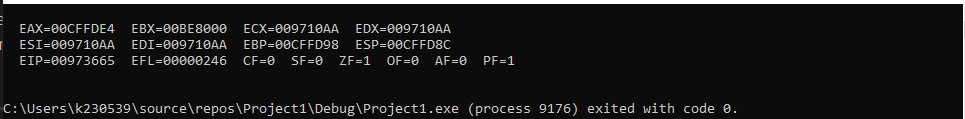 EAX=00CFFDE4  EBX=00BE8000  ECX=009710AA  EDX=009710AA
ESI=009710AA  EDI=009710AA  EBP=00CFFD98  ESP=00CFFD8C
EIP=00973665  EFL=00000246  CF=0  SF=0  ZF=1  OF=0  AF=0  PF=1
C:\Users\k230539\source\repos\Project1\Debug\Project1.exe (process 9176) exited with code 0.